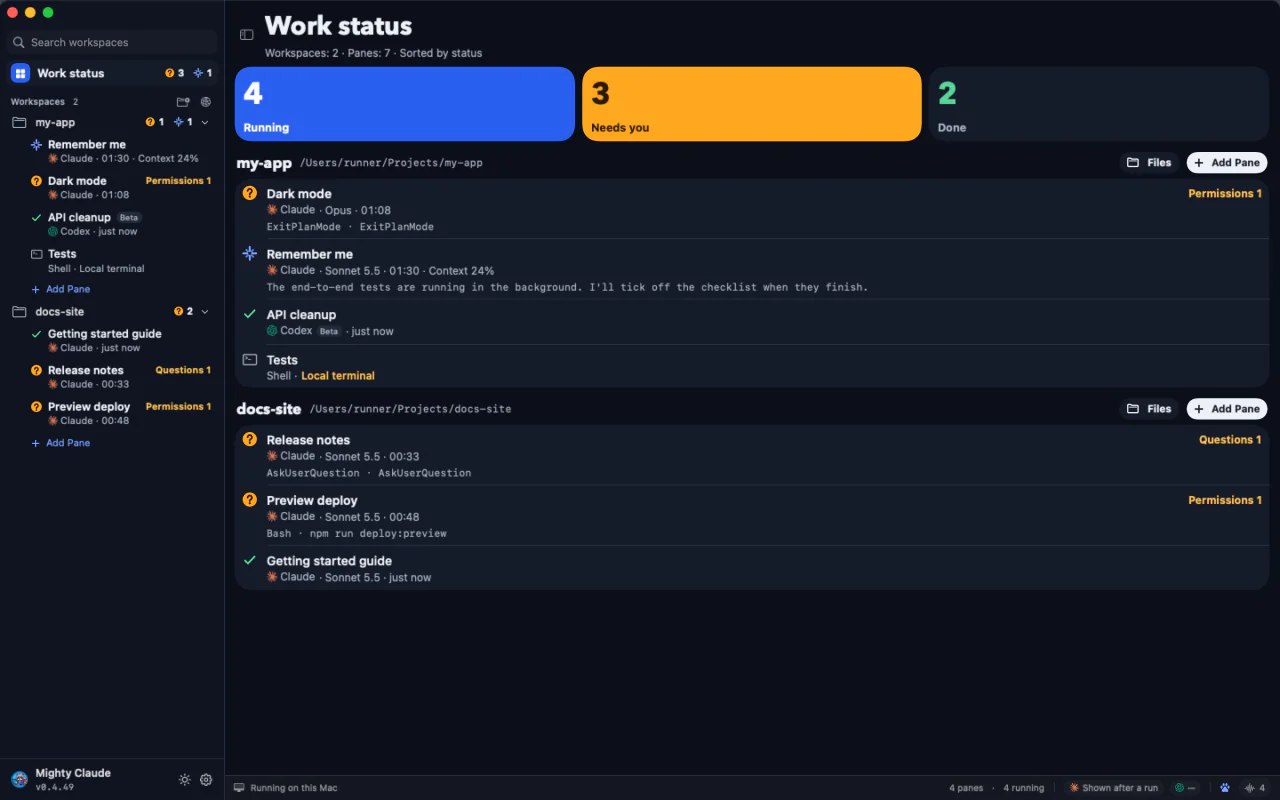 Search workspaces
Work status 3 1
Workspaces 2
my-app 1 1
Remember me
Claude · 01:30 · Context 24%
Dark mode Permissions 1
Claude · 01:08
API cleanup Beta
Codex · just now
Tests
Shell · Local terminal
+ Add Pane
docs-site 2
Getting started guide
Claude · just now
Release notes Questions 1
Claude · 00:33
Preview deploy Permissions 1
Claude · 00:48
+ Add Pane
Mighty Claude
v0.4.49
Work status
Workspaces: 2 · Panes: 7 · Sorted by status
4
Running
3
Needs you
2
Done
my-app /Users/runner/Projects/my-app Files + Add Pane
Dark mode Permissions 1
Claude · Opus · 01:08
ExitPlanMode · ExitPlanMode
Remember me
Claude · Sonnet 5.5 · 01:30 · Context 24%
The end-to-end tests are running in the background. I'll tick off the checklist when they finish.
API cleanup
Codex Beta · just now
Tests
Shell · Local terminal
docs-site /Users/runner/Projects/docs-site Files + Add Pane
Release notes Questions 1
Claude · Sonnet 5.5 · 00:33
AskUserQuestion · AskUserQuestion
Preview deploy Permissions 1
Claude · Sonnet 5.5 · 00:48
Bash · npm run deploy:preview
Getting started guide
Claude · Sonnet 5.5 · just now
Running on this Mac 4 panes · 4 running Shown after a run — 4